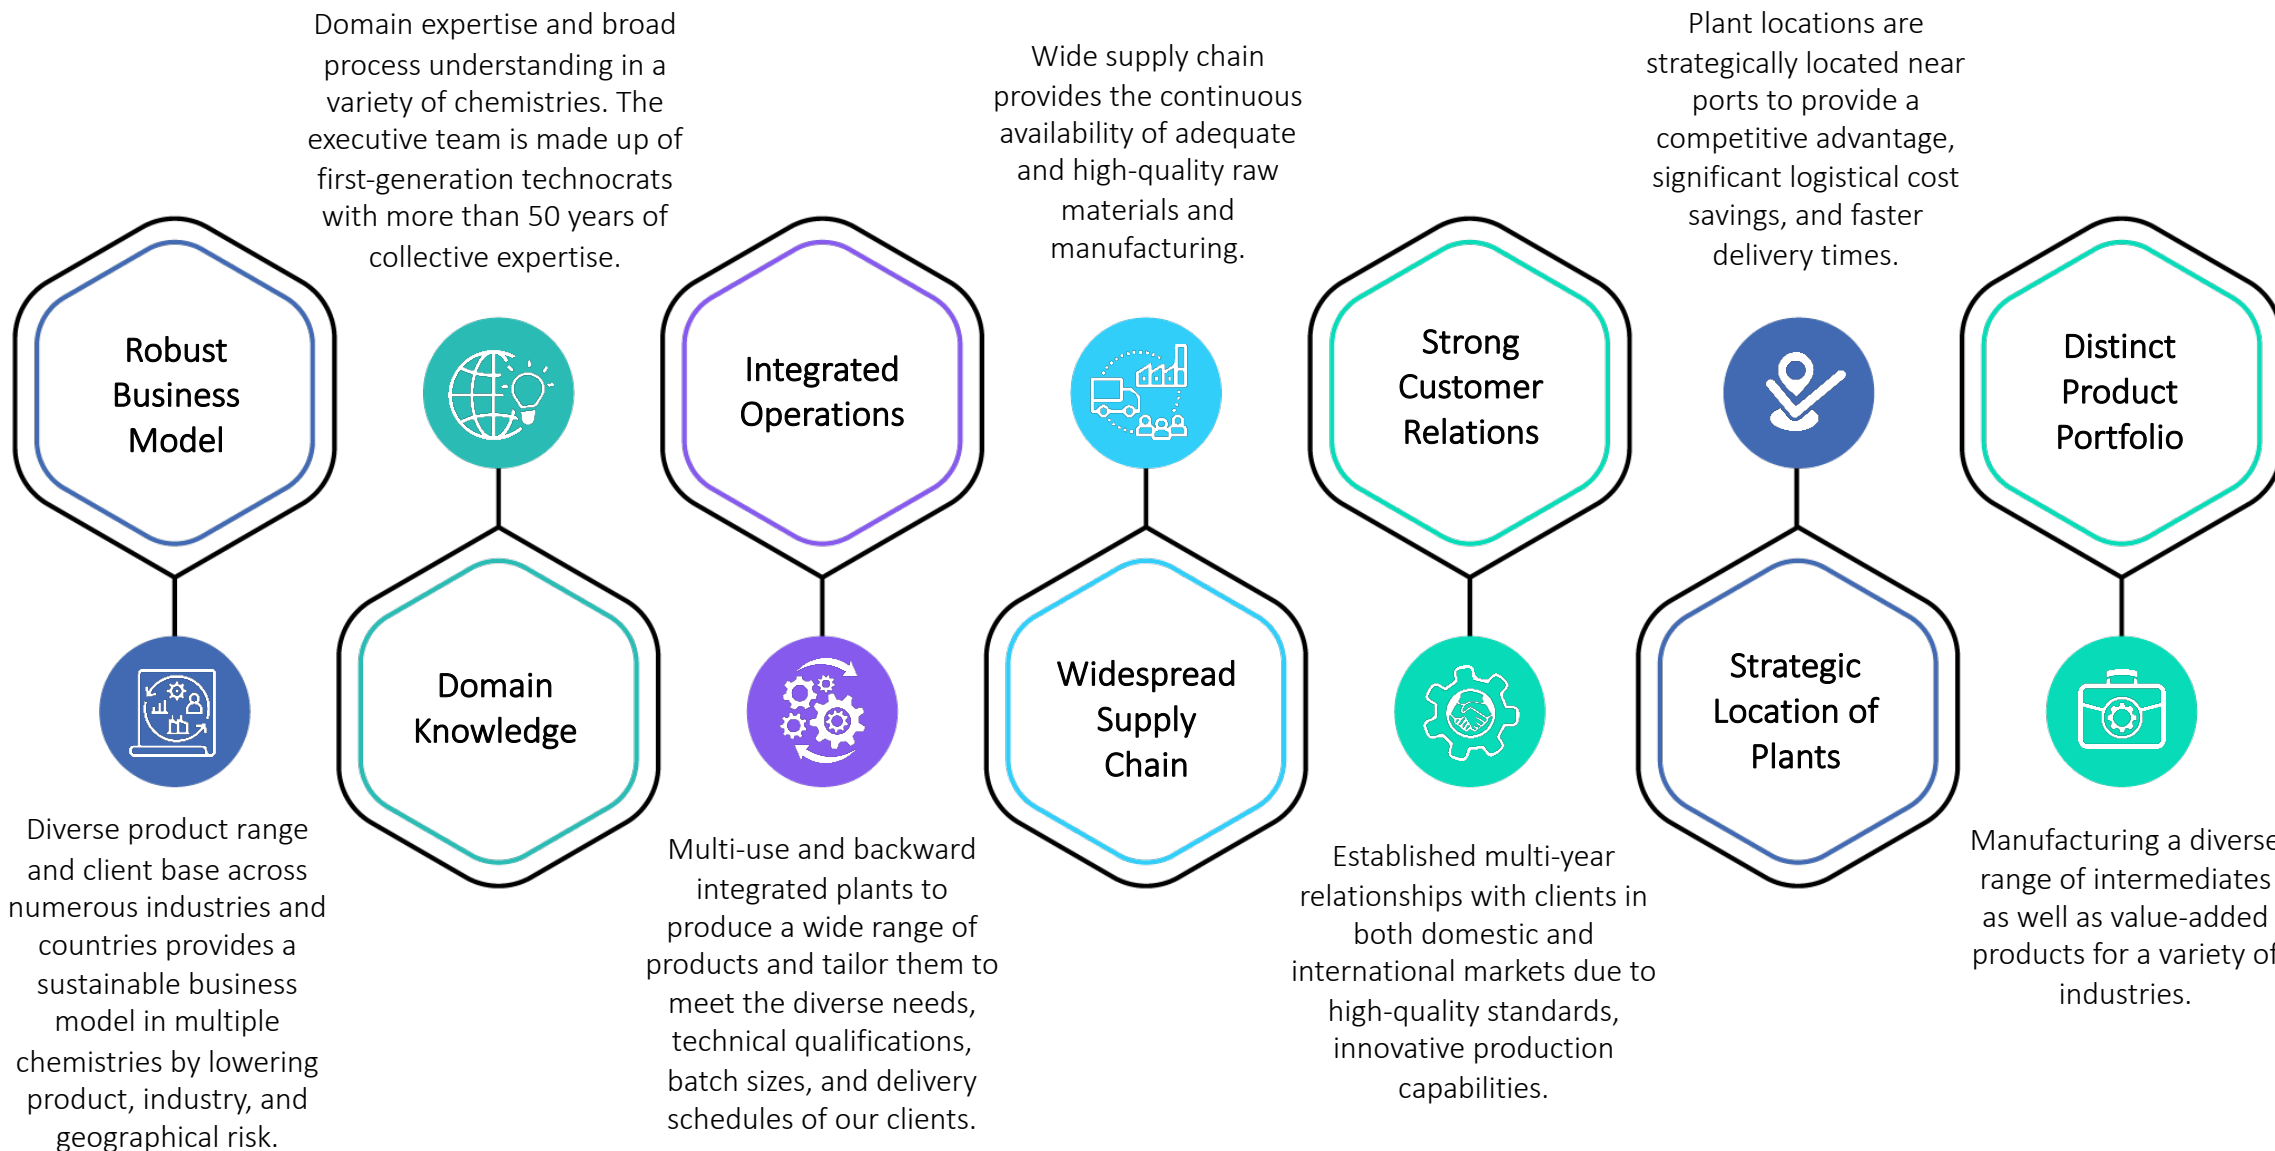 Robust
Business
Model
Diverse product range
and client base across
numerous industries and
countries provides a
sustainable business
model in multiple
chemistries by lowering
product, industry, and
geographical risk.
Domain expertise and broad
process understanding in a
variety of chemistries. The
executive team is made up of
first-generation technocrats
with more than 50 years of
collective expertise.
Domain
Knowledge
Integrated
Operations
Multi-use and backward
integrated plants to
produce a wide range of
products and tailor them to
meet the diverse needs,
technical qualifications,
batch sizes, and delivery
schedules of our clients.
Wide supply chain
provides the continuous
availability of adequate
and high-quality raw
materials and
manufacturing.
Widespread
Supply
Chain
Strong
Customer
Relations
Established multi-year
relationships with clients in
both domestic and
international markets due to
high-quality standards,
innovative production
capabilities.
Plant locations are
strategically located near
ports to provide a
competitive advantage,
significant logistical cost
savings, and faster
delivery times.
Strategic
Location of
Plants
Distinct
Product
Portfolio
Manufacturing a diverse
range of intermediates
as well as value-added
products for a variety of
industries.